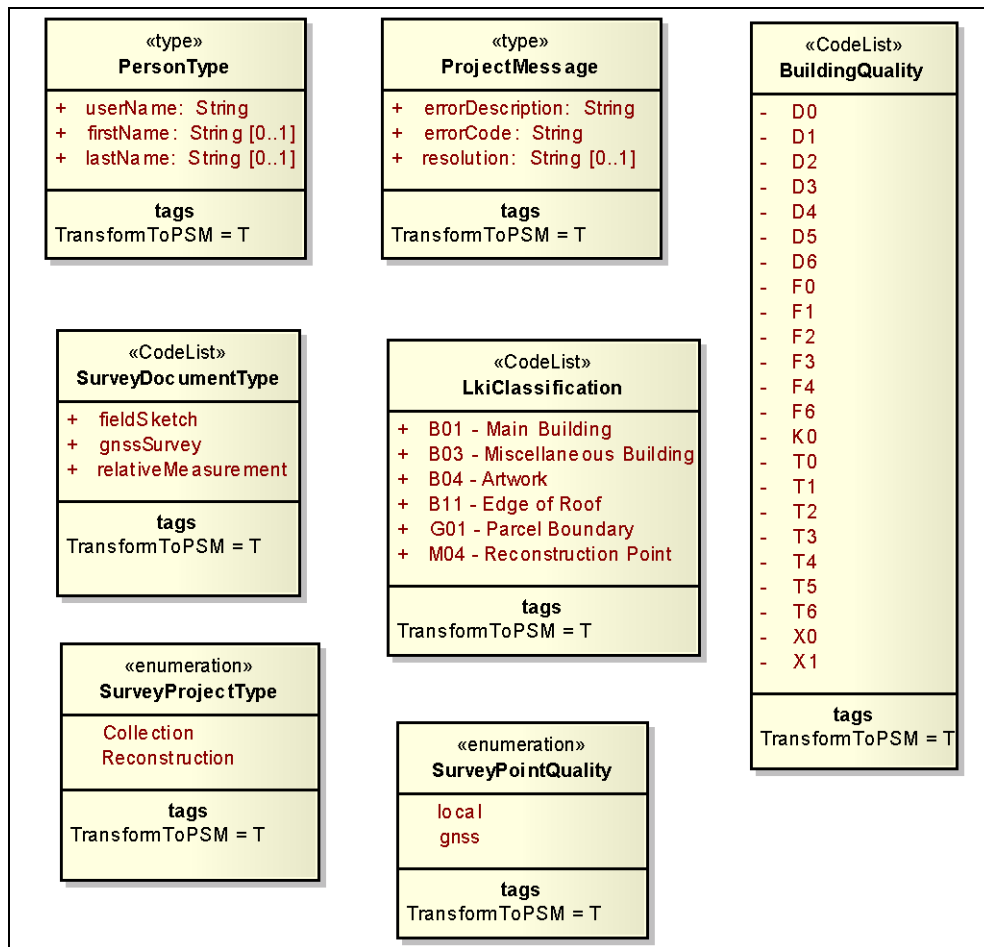 «type»
PersonType
+ userName: String
+ firstName: String [0..1]
+ lastName: String [0..1]
tags
TransformToPSM = T
«type»
ProjectMessage
+ errorDescription: String
+ errorCode: String
+ resolution: String [0..1]
tags
TransformToPSM = T
«CodeList»
BuildingQuality
- D0
- D1
- D2
- D3
- D4
- D5
- D6
- F0
- F1
- F2
- F3
- F4
- F6
- K0
- T0
- T1
- T2
- T3
- T4
- T5
- T6
- X0
- X1
tags
TransformToPSM = T
«CodeList»
SurveyDocumentType
+ fieldSketch
+ gnssSurvey
+ relativeMeasurement
tags
TransformToPSM = T
«CodeList»
LkiClassification
+ B01 - Main Building
+ B03 - Miscellaneous Building
+ B04 - Artwork
+ B11 - Edge of Roof
+ G01 - Parcel Boundary
+ M04 - Reconstruction Point
tags
TransformToPSM = T
«enumeration»
SurveyProjectType
Collection
Reconstruction
tags
TransformToPSM = T
«enumeration»
SurveyPointQuality
local
gnss
tags
TransformToPSM = T